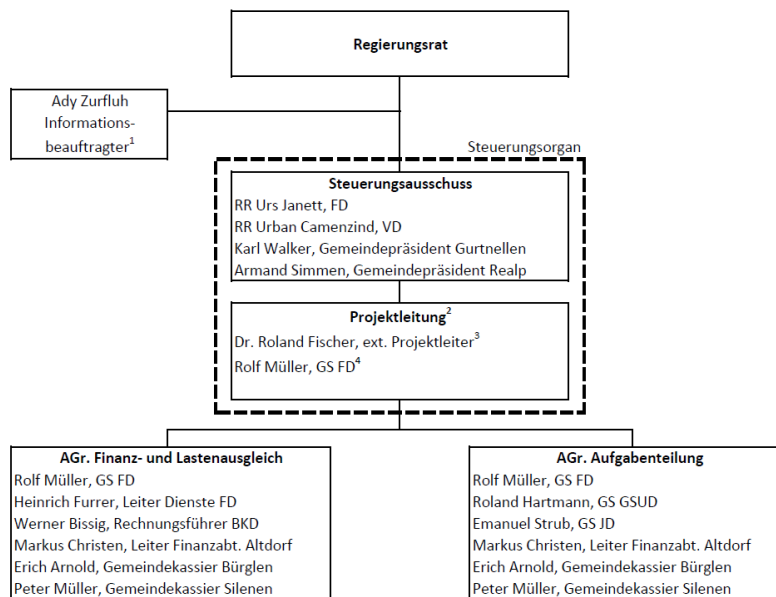 Regierungsrat
Ady Zurfluh
Informations-
beauftragter¹
Steuerungsorgan
Steuerungsausschuss
RR Urs Janett, FD
RR Urban Camenzind, VD
Karl Walker, Gemeindepräsident Gurtnellen
Armand Simmen, Gemeindepräsident Realp
Projektleitung²
Dr. Roland Fischer, ext. Projektleiter³
Rolf Müller, GS FD⁴
AGr. Finanz- und Lastenausgleich
Rolf Müller, GS FD
Heinrich Furrer, Leiter Dienste FD
Werner Bissig, Rechnungsführer BKD
Markus Christen, Leiter Finanzabt. Altdorf
Erich Arnold, Gemeindekassier Bürglen
Peter Müller, Gemeindekassier Silenen
AGr. Aufgabenteilung
Rolf Müller, GS FD
Roland Hartmann, GS GSUD
Emanuel Strub, GS JD
Markus Christen, Leiter Finanzabt. Altdorf
Erich Arnold, Gemeindekassier Bürglen
Peter Müller, Gemeindekassier Silenen